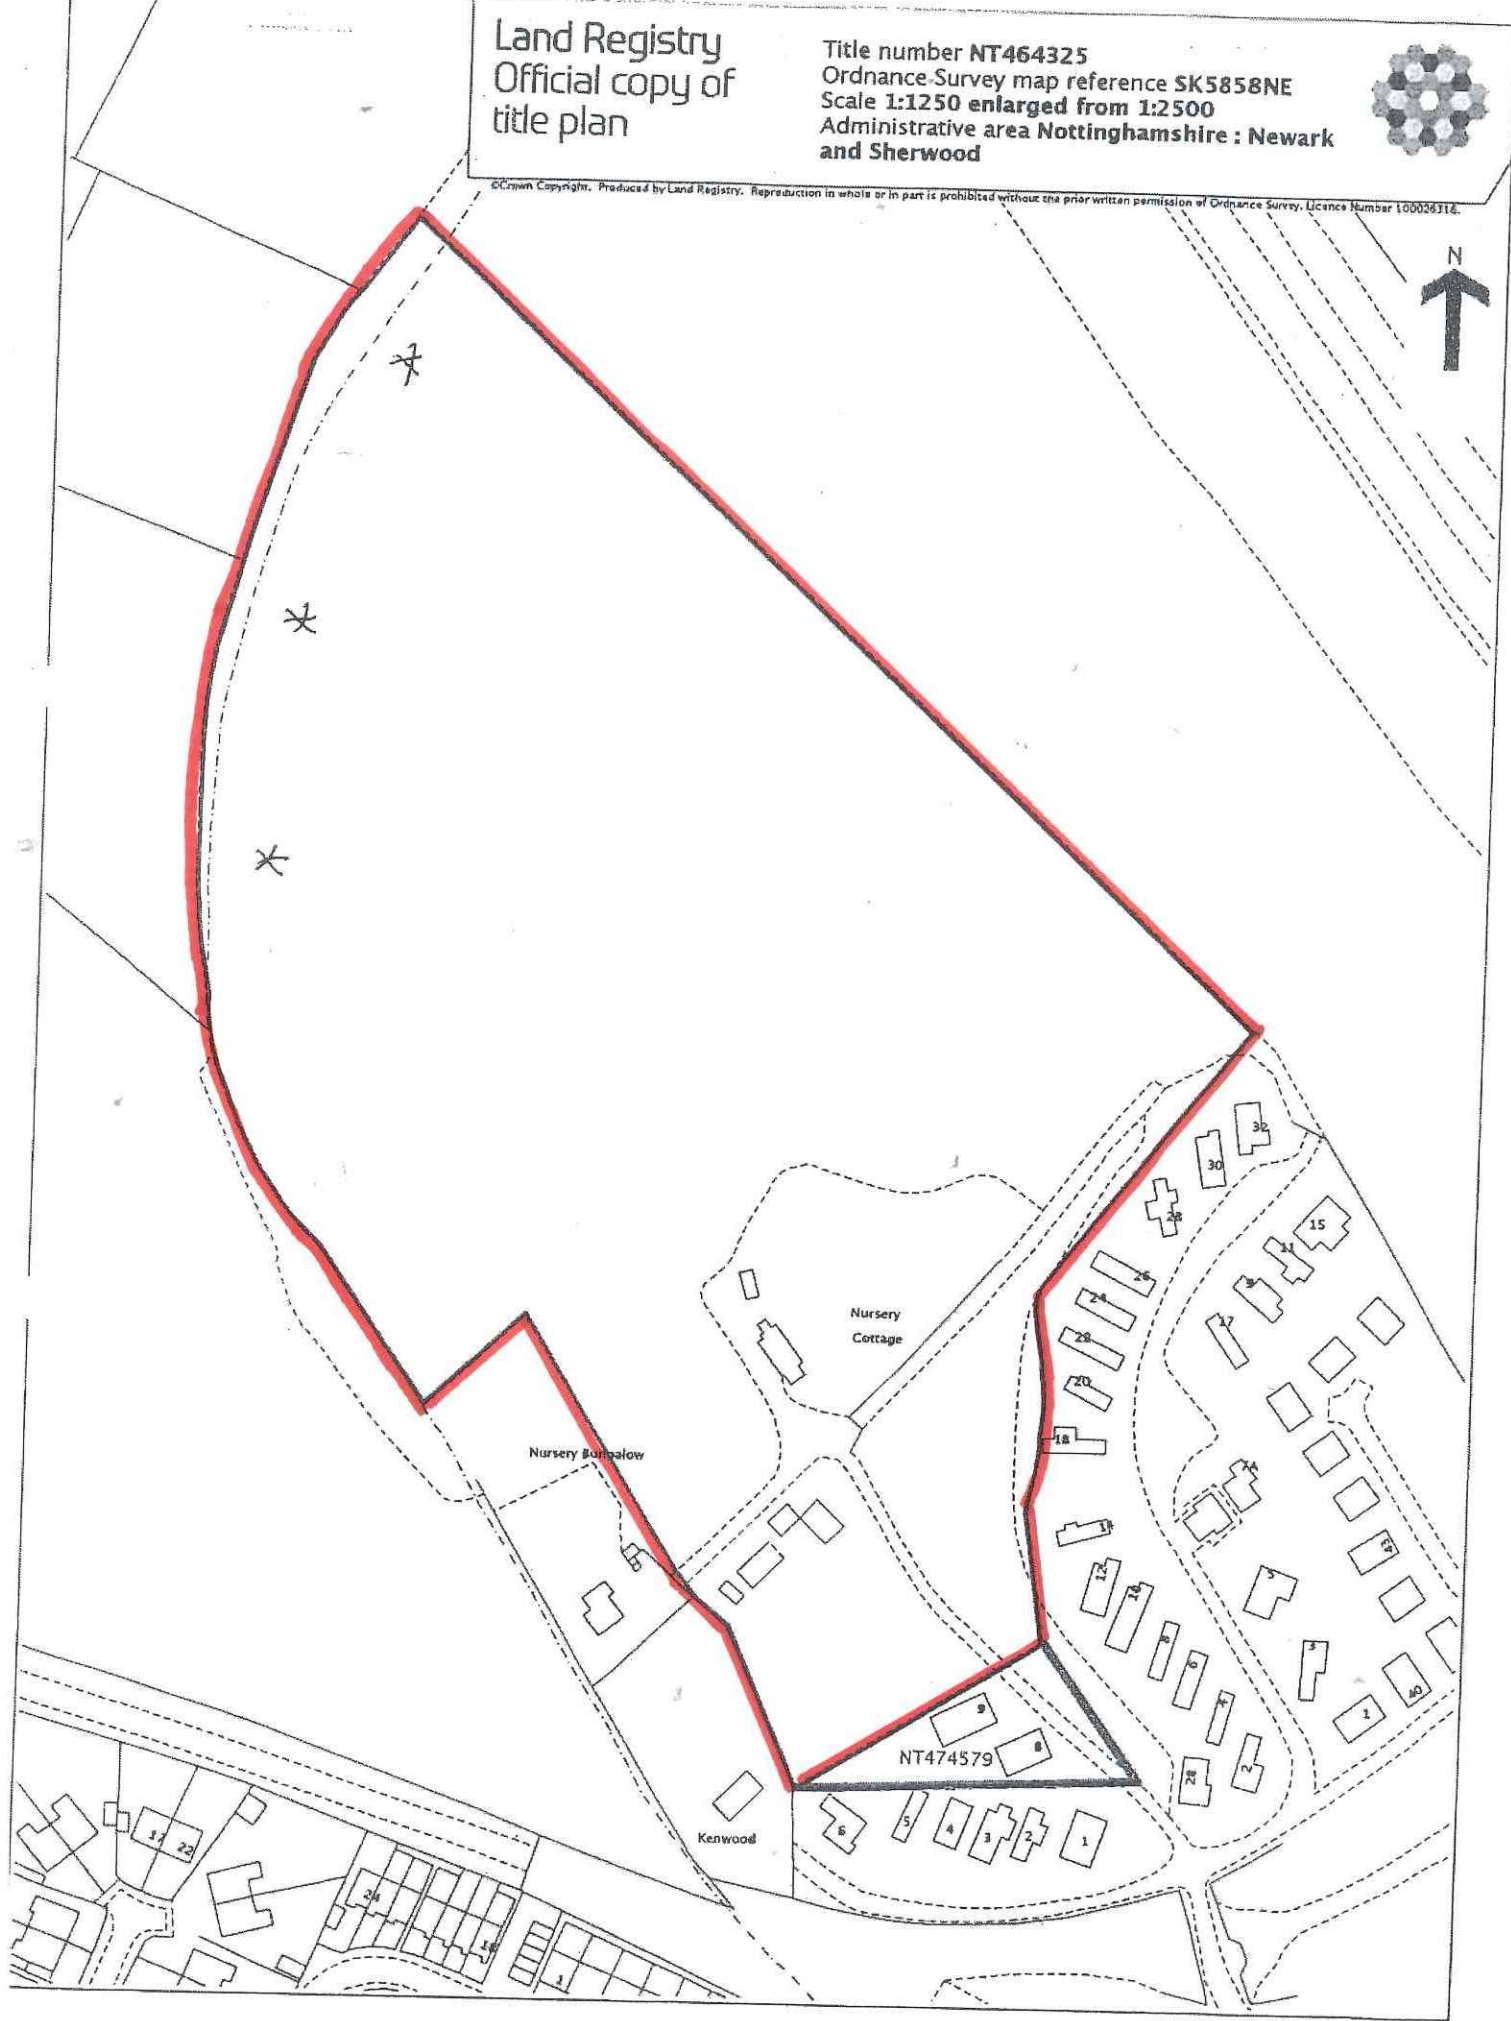 Land Registry
Official copy of
title plan
Title number NT464325
Ordnance Survey map reference SK5858NE
Scale 1:1250 enlarged from 1:2500
Administrative area Nottinghamshire : Newark
and Sherwood
©Crown Copyright. Produced by Land Registry. Reproduction in whole or in part is prohibited without the prior written permission of Ordnance Survey. Licence Number 100026316.
N
32
30
28
15
11
9
26
24
17
Nursery
Cottage
22
20
18
Nursery Bungalow
7A
14
43
12
10
5
8
6
3
4
40
1
9
8
NT474579
2
2B
6
5
4
3
2
1
Kenwood
17
22
24
16
1